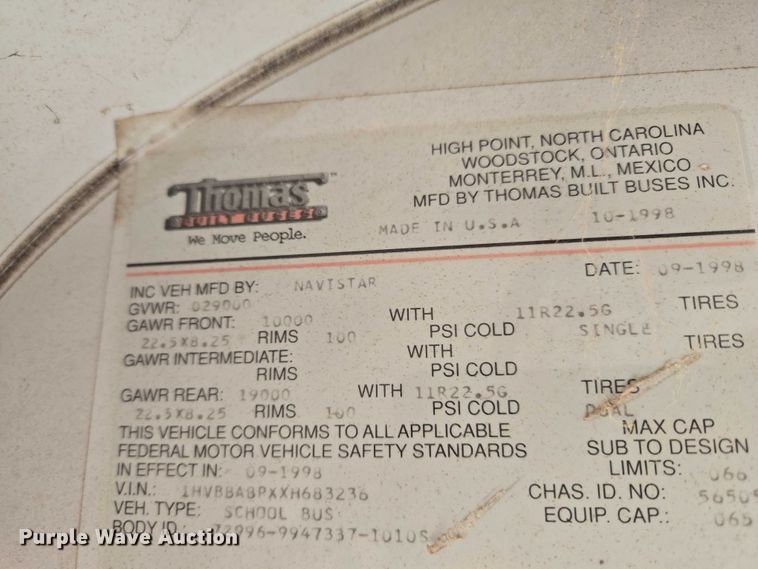 HIGH POINT, NORTH CAROLINA
WOODSTOCK, ONTARIO
MONTERREY, M.L., MEXICO
MFD BY THOMAS BUILT BUSES INC.
Thomas™
BUILT BUSES®
We Move People.
MADE IN U.S.A 10-1998
INC VEH MFD BY: NAVISTAR DATE: 09-1998
GVWR: 029000
GAWR FRONT: 10000 WITH 11R22.5G TIRES
22.5X8.25 RIMS 100 PSI COLD SINGLE
GAWR INTERMEDIATE: WITH TIRES
RIMS PSI COLD
GAWR REAR: 19000 WITH 11R22.5G TIRES
22.5X8.25 RIMS 100 PSI COLD DUAL
THIS VEHICLE CONFORMS TO ALL APPLICABLE MAX CAP
FEDERAL MOTOR VEHICLE SAFETY STANDARDS SUB TO DESIGN
IN EFFECT IN: 09-1998 LIMITS: 066
V.I.N.: 1HVBBABPXXH683236 CHAS. ID. NO: 5650
VEH. TYPE: SCHOOL BUS EQUIP. CAP.: 065
BODY ID
Purple Wave Auction